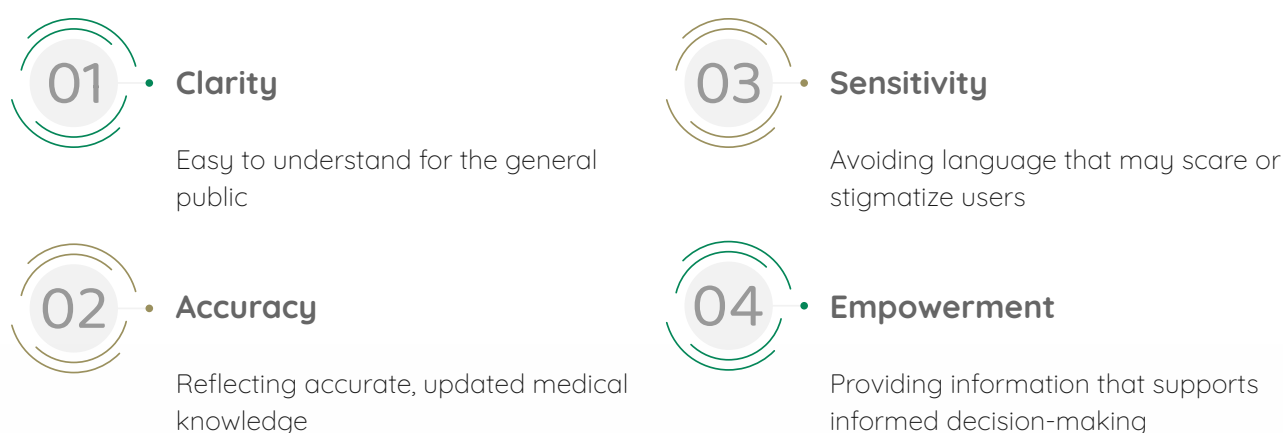 01
Clarity
Easy to understand for the general
public
02
Accuracy
Reflecting accurate, updated medical
knowledge
03
Sensitivity
Avoiding language that may scare or
stigmatize users
04
Empowerment
Providing information that supports
informed decision-making